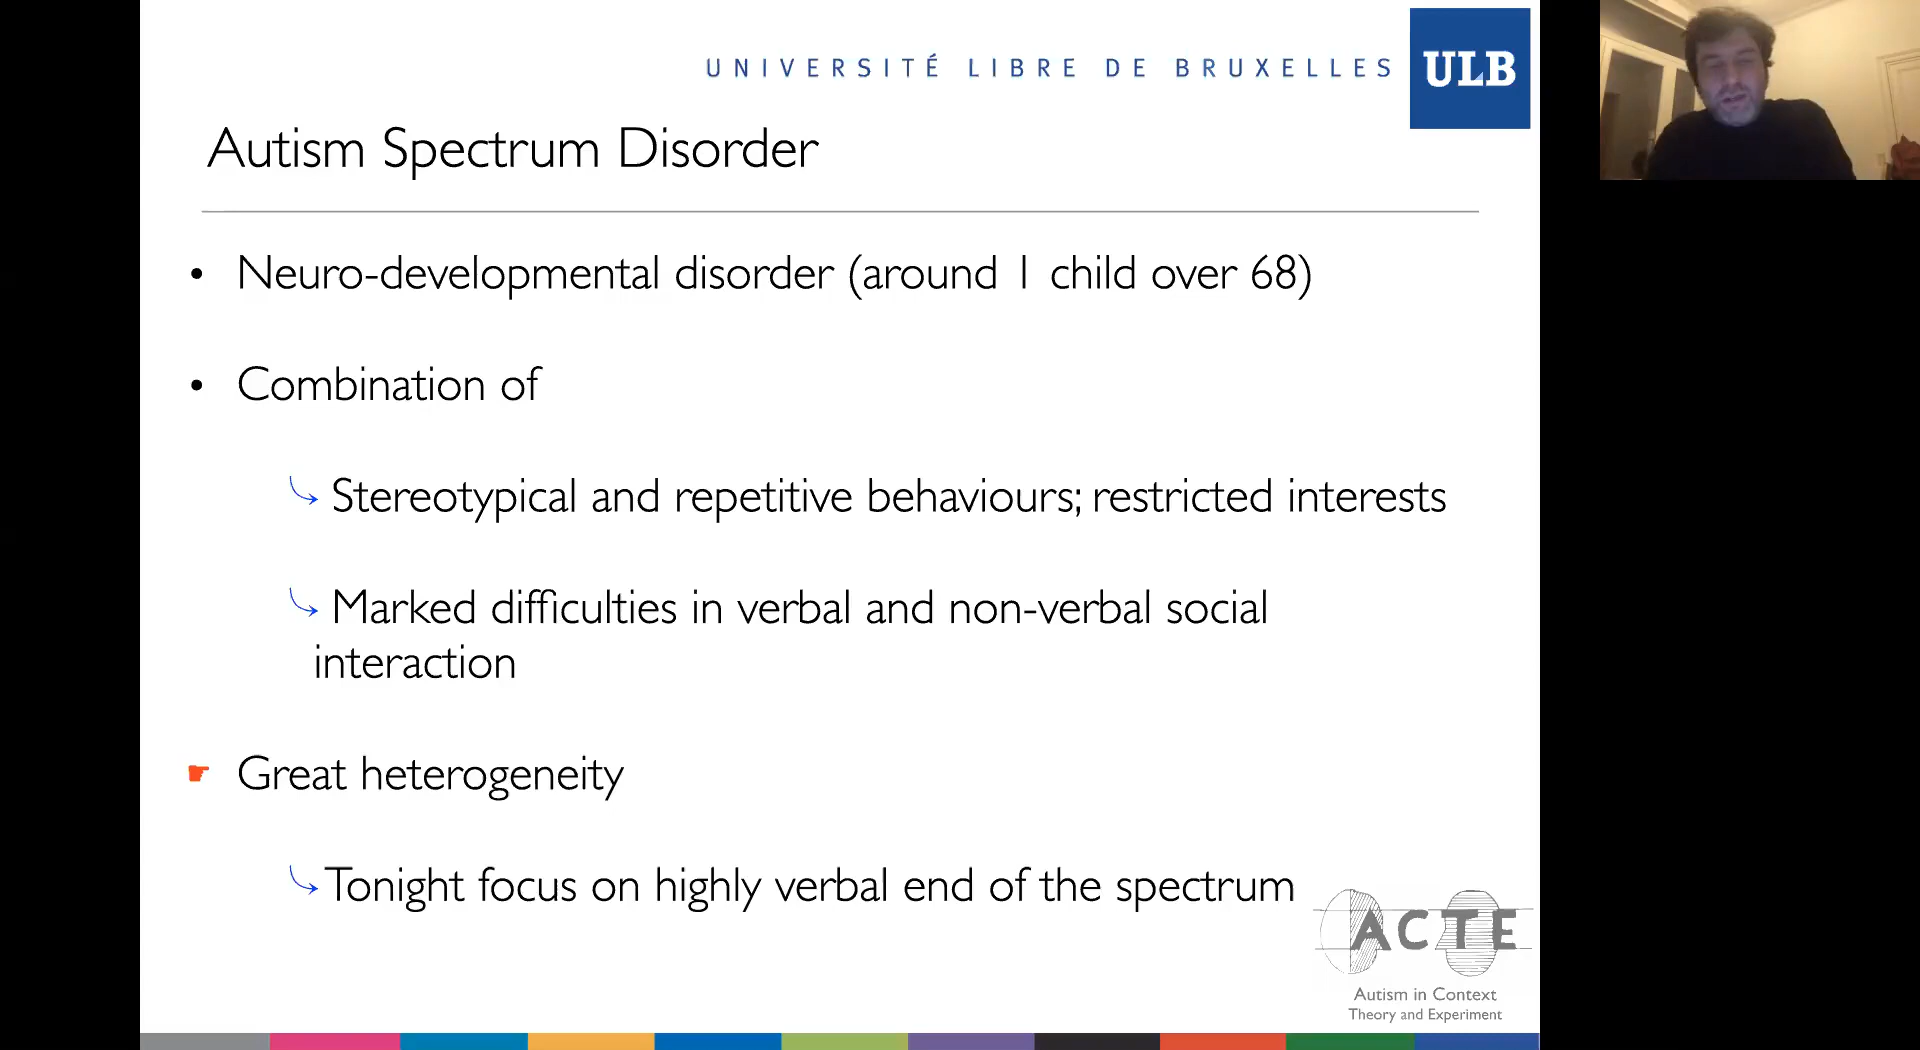 UNIVERSITÉ LIBRE DE BRUXELLES
ULB
Autism Spectrum Disorder
• Neuro-developmental disorder (around 1 child over 68)
• Combination of
Stereotypical and repetitive behaviours; restricted interests
Marked difficulties in verbal and non-verbal social
interaction
Great heterogeneity
Tonight focus on highly verbal end of the spectrum
ACTE
Autism in Context
Theory and Experiment